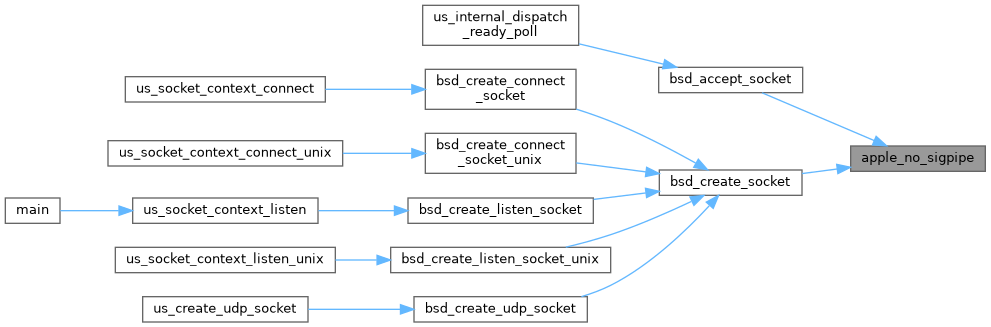 us_internal_dispatch
_ready_poll
bsd_accept_socket
us_socket_context_connect
bsd_create_connect
_socket
us_socket_context_connect_unix
bsd_create_connect
_socket_unix
apple_no_sigpipe
bsd_create_socket
main
us_socket_context_listen
bsd_create_listen_socket
us_socket_context_listen_unix
bsd_create_listen_socket_unix
us_create_udp_socket
bsd_create_udp_socket